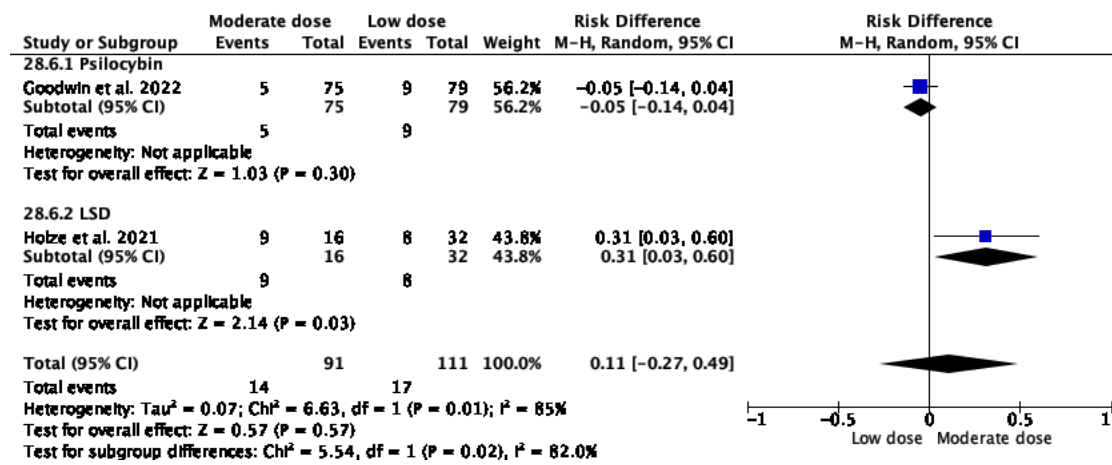 Moderate dose Low dose Risk Difference Risk Difference
Study or Subgroup Events Total Events Total Weight M-H, Random, 95% CI M-H, Random, 95% CI
28.6.1 Psilocybin
Goodwin et al. 2022 5 75 9 79 56.2% −0.05 [−0.14, 0.04]
Subtotal (95% CI) 75 79 56.2% −0.05 [−0.14, 0.04]
Total events 5 9
Heterogeneity: Not applicable
Test for overall effect: Z = 1.03 (P = 0.30)
28.6.2 LSD
Holze et al. 2021 9 16 8 32 43.8% 0.31 [0.03, 0.60]
Subtotal (95% CI) 16 32 43.8% 0.31 [0.03, 0.60]
Total events 9 8
Heterogeneity: Not applicable
Test for overall effect: Z = 2.14 (P = 0.03)
Total (95% CI) 91 111 100.0% 0.11 [−0.27, 0.49]
Total events 14 17
Heterogeneity: Tau² = 0.07; Chi² = 6.63, df = 1 (P = 0.01); I² = 85%
Test for overall effect: Z = 0.57 (P = 0.57)
Test for subgroup differences: Chi² = 5.54, df = 1 (P = 0.02), I² = 82.0%
−1 −0.5 0 0.5 1
Low dose Moderate dose